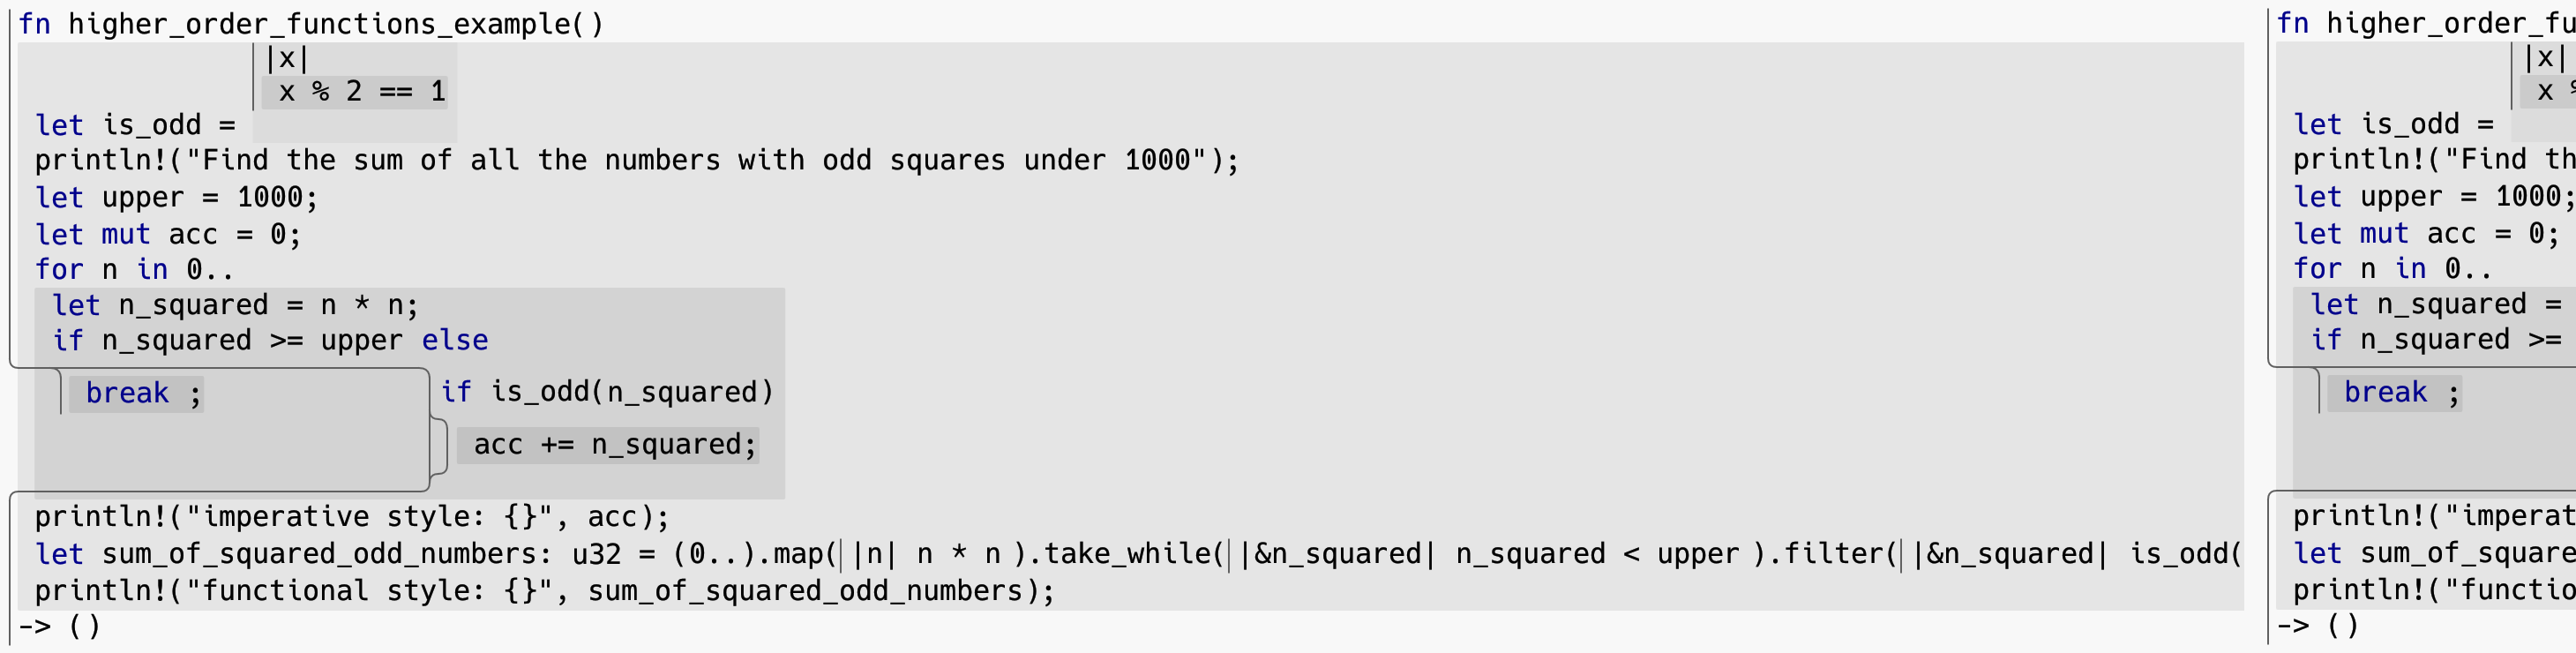 fn higher_order_functions_example()
|x|
x % 2 == 1
let is_odd =
println!("Find the sum of all the numbers with odd squares under 1000");
let upper = 1000;
let mut acc = 0;
for n in 0..
let n_squared = n * n;
if n_squared >= upper else
break ;
if is_odd(n_squared)
acc += n_squared;
println!("imperative style: {}", acc);
let sum_of_squared_odd_numbers: u32 = (0..).map(|n| n * n ).take_while(|&n_squared| n_squared < upper ).filter(|&n_squared| is_odd(
println!("functional style: {}", sum_of_squared_odd_numbers);
-> ()
fn higher_order_fu
|x|
x %
let is_odd =
println!("Find th
let upper = 1000;
let mut acc = 0;
for n in 0..
let n_squared =
if n_squared >=
break ;
println!("imperat
let sum_of_square
println!("functio
-> ()